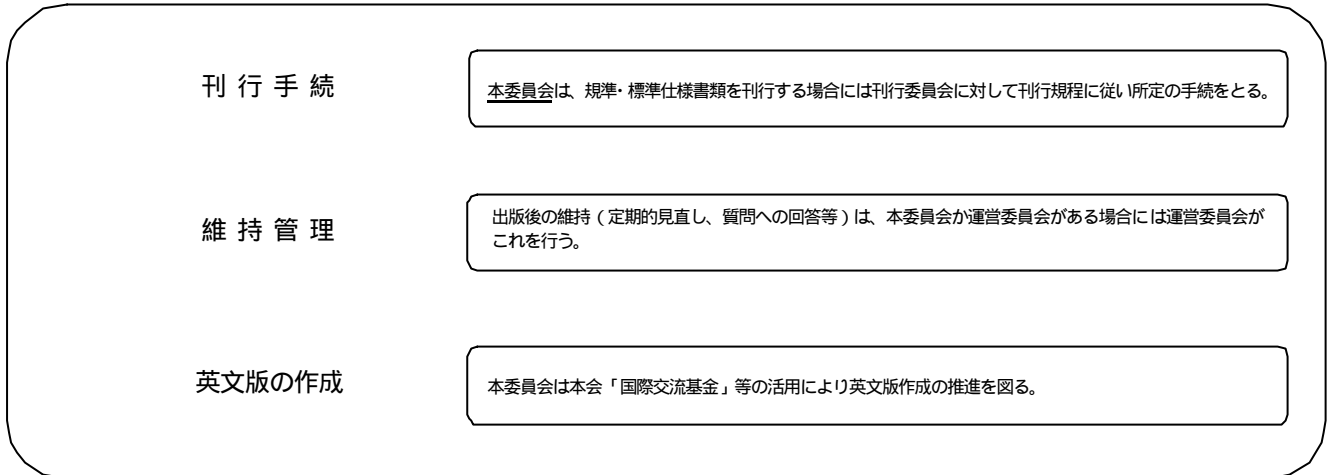 刊行手続
本委員会は、規準・標準仕様書類を刊行する場合には刊行委員会に対して刊行規程に従い所定の手続をとる。
維持管理
出版後の維持(定期的見直し、質問への回答等)は、本委員会か運営委員会がある場合には運営委員会が
これを行う。
英文版の作成
本委員会は本会「国際交流基金」等の活用により英文版作成の推進を図る。